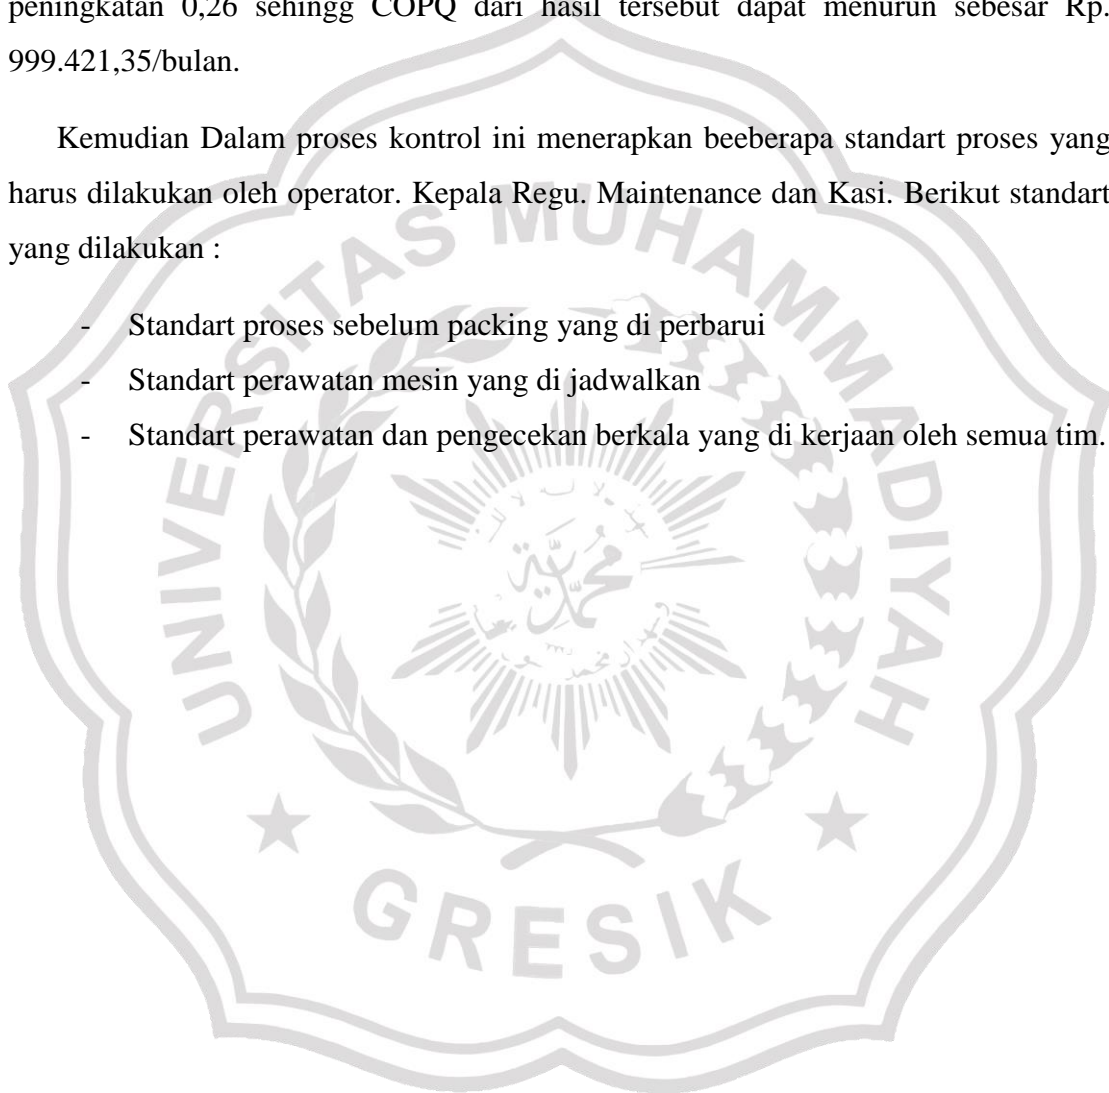 peningkatan 0,26 sehingg COPQ dari hasil tersebut dapat menurun sebesar Rp.
999.421,35/bulan.
Kemudian Dalam proses kontrol ini menerapkan beeberapa standart proses yang
harus dilakukan oleh operator. Kepala Regu. Maintenance dan Kasi. Berikut standart
yang dilakukan :
- Standart proses sebelum packing yang di perbarui
- Standart perawatan mesin yang di jadwalkan
- Standart perawatan dan pengecekan berkala yang di kerjaan oleh semua tim.
UNIVERSITAS MUHAMMADIYAH
GRESIK